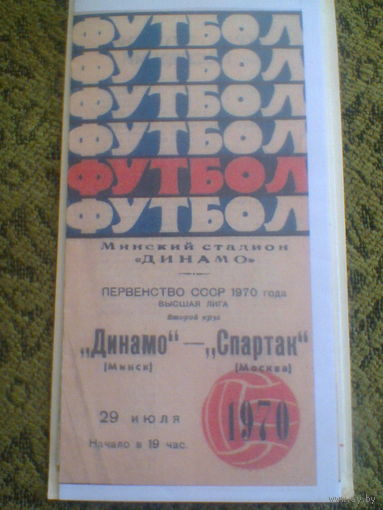 ФУТБОЛ
ФУТБОЛ
ФУТБОЛ
ФУТБОЛ
ФУТБОЛ
ФУТБОЛ
Минский стадион
«ДИНАМО»
ПЕРВЕНСТВО СССР 1970 года
ВЫСШАЯ ЛИГА
Второй круг
„Динамо“ — „Спартак“
(Минск) (Москва)
29 ИЮЛЯ
Начало в 19 час.
1970